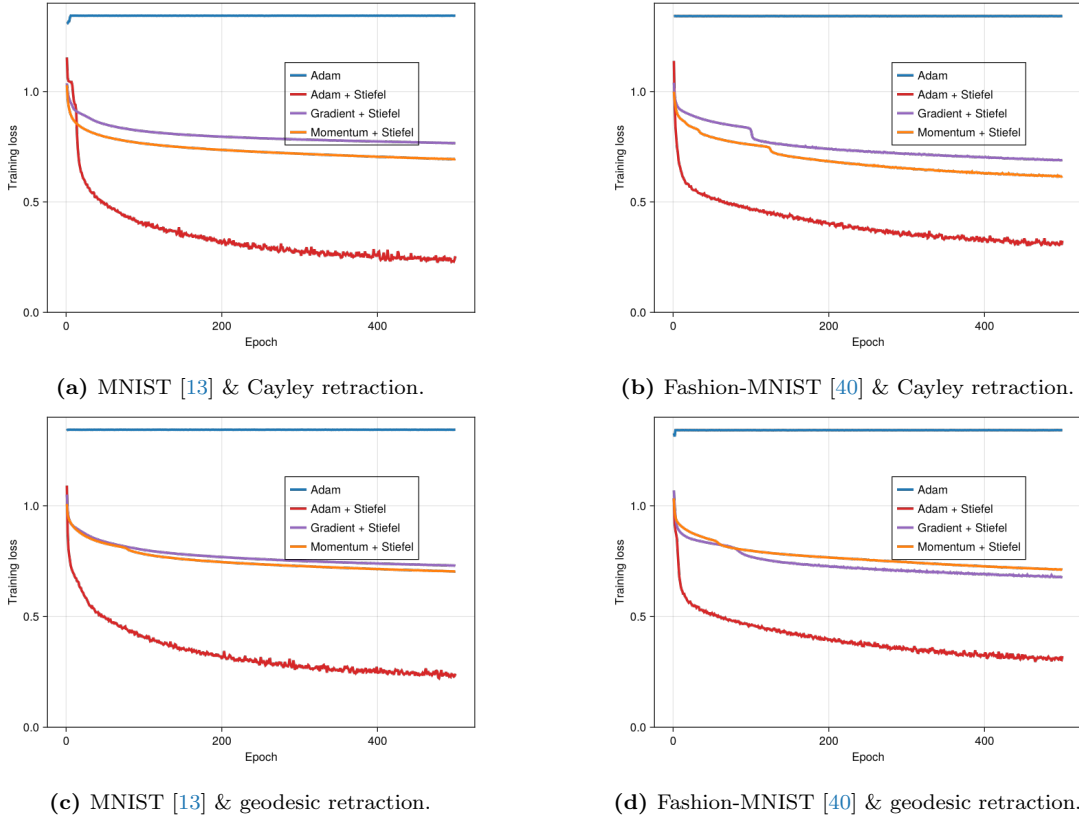 1.0
0.5
0.0
Training loss
0
200
400
Epoch
Adam
Adam + Stiefel
Gradient + Stiefel
Momentum + Stiefel
(a) MNIST [13] & Cayley retraction.
1.0
0.5
0.0
Training loss
0
200
400
Epoch
Adam
Adam + Stiefel
Gradient + Stiefel
Momentum + Stiefel
(b) Fashion-MNIST [40] & Cayley retraction.
1.0
0.5
0.0
Training loss
0
200
400
Epoch
Adam
Adam + Stiefel
Gradient + Stiefel
Momentum + Stiefel
(c) MNIST [13] & geodesic retraction.
1.0
0.5
0.0
Training loss
0
200
400
Epoch
Adam
Adam + Stiefel
Gradient + Stiefel
Momentum + Stiefel
(d) Fashion-MNIST [40] & geodesic retraction.